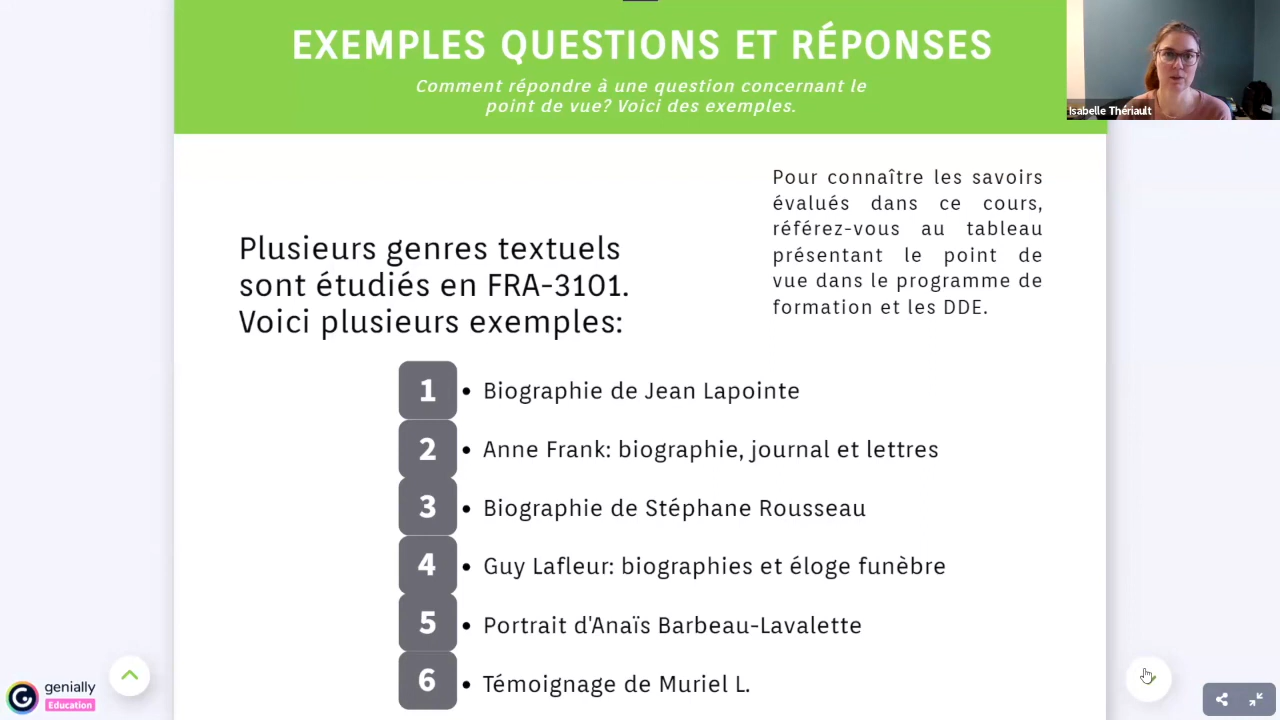 EXEMPLES QUESTIONS ET RÉPONSES
Comment répondre à une question concernant le
point de vue? Voici des exemples.
Isabelle Thériault
Pour connaître les savoirs
évalués dans ce cours,
référez-vous au tableau
présentant le point de
vue dans le programme de
formation et les DDE.
Plusieurs genres textuels
sont étudiés en FRA-3101.
Voici plusieurs exemples:
1 • Biographie de Jean Lapointe
2 • Anne Frank: biographie, journal et lettres
3 • Biographie de Stéphane Rousseau
4 • Guy Lafleur: biographies et éloge funèbre
5 • Portrait d'Anaïs Barbeau-Lavalette
6 • Témoignage de Muriel L.
genially
Education